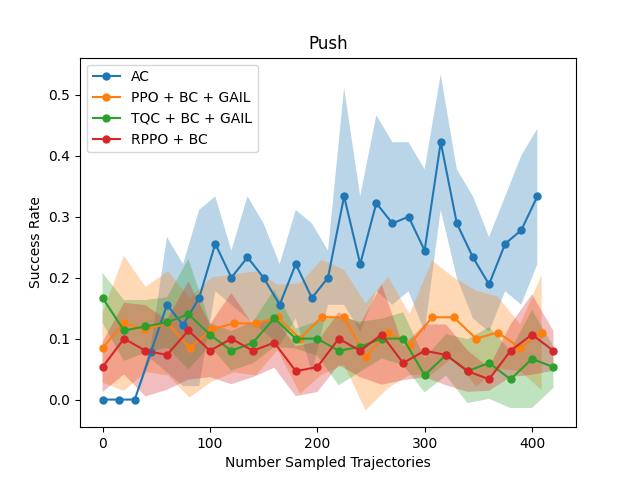 Push
AC
PPO + BC + GAIL
TQC + BC + GAIL
RPPO + BC
Success Rate
0.5
0.4
0.3
0.2
0.1
0.0
0 100 200 300 400
Number Sampled Trajectories